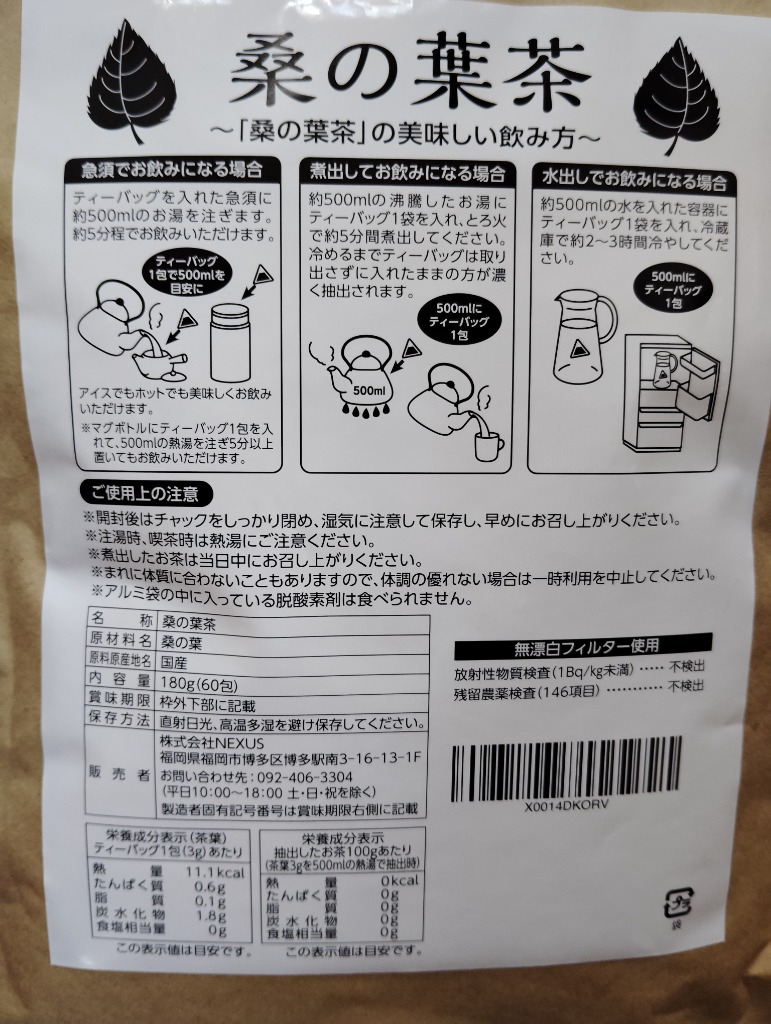 桑の葉茶
～「桑の葉茶」の美味しい飲み方～
急須でお飲みになる場合
ティーバッグを入れた急須に
約500mlのお湯を注ぎます。
約5分程でお飲みいただけます。
ティーバッグ
1包で500mlを
目安に
アイスでもホットでも美味しくお飲み
いただけます。
※マグボトルにティーバッグ1包を入
れて、500mlの熱湯を注ぎ5分以上
置いてもお飲みいただけます。
煮出してお飲みになる場合
約500mlの沸騰したお湯に
ティーバッグ1袋を入れ、とろ火
で約5分間煮出してください。
冷めるまでティーバッグは取り
出さずに入れたままの方が濃
く抽出されます。
500mlに
ティーバッグ
1包
500ml
水出しでお飲みになる場合
約500mlの水を入れた容器に
ティーバッグ1袋を入れ、冷蔵
庫で約2～3時間冷やしてくだ
さい。
500mlに
ティーバッグ
1包
ご使用上の注意
※開封後はチャックをしっかり閉め、湿気に注意して保存し、早めにお召し上がりください。
※注湯時、喫茶時は熱湯にご注意ください。
※煮出したお茶は当日中にお召し上がりください。
※まれに体質に合わないこともありますので、体調の優れない場合は一時利用を中止してください。
※アルミ袋の中に入っている脱酸素剤は食べられません。
名称 桑の葉茶
原材料名 桑の葉
原料原産地名 国産
内容量 180g(60包)
賞味期限 枠外下部に記載
保存方法 直射日光、高温多湿を避け保存してください。
販売者 株式会社NEXUS
福岡県福岡市博多区博多駅南3-16-13-1F
お問い合わせ先：092-406-3304
(平日10:00～18:00 土・日・祝を除く)
製造者固有記号番号は賞味期限右側に記載
無漂白フィルター使用
放射性物質検査(1Bq/kg未満)‥‥‥不検出
残留農薬検査(146項目)‥‥‥‥‥‥不検出
X0014DKORV
栄養成分表示(茶葉)
ティーバッグ1包(3g)あたり
熱量 11.1kcal
たんぱく質 0.6g
脂質 0.1g
炭水化物 1.8g
食塩相当量 0g
この表示値は目安です。
栄養成分表示
抽出したお茶100gあたり
(茶葉3gを500mlの熱湯で抽出時)
熱量 0kcal
たんぱく質 0g
脂質 0g
炭水化物 0g
食塩相当量 0g
この表示値は目安です。
プラ
袋